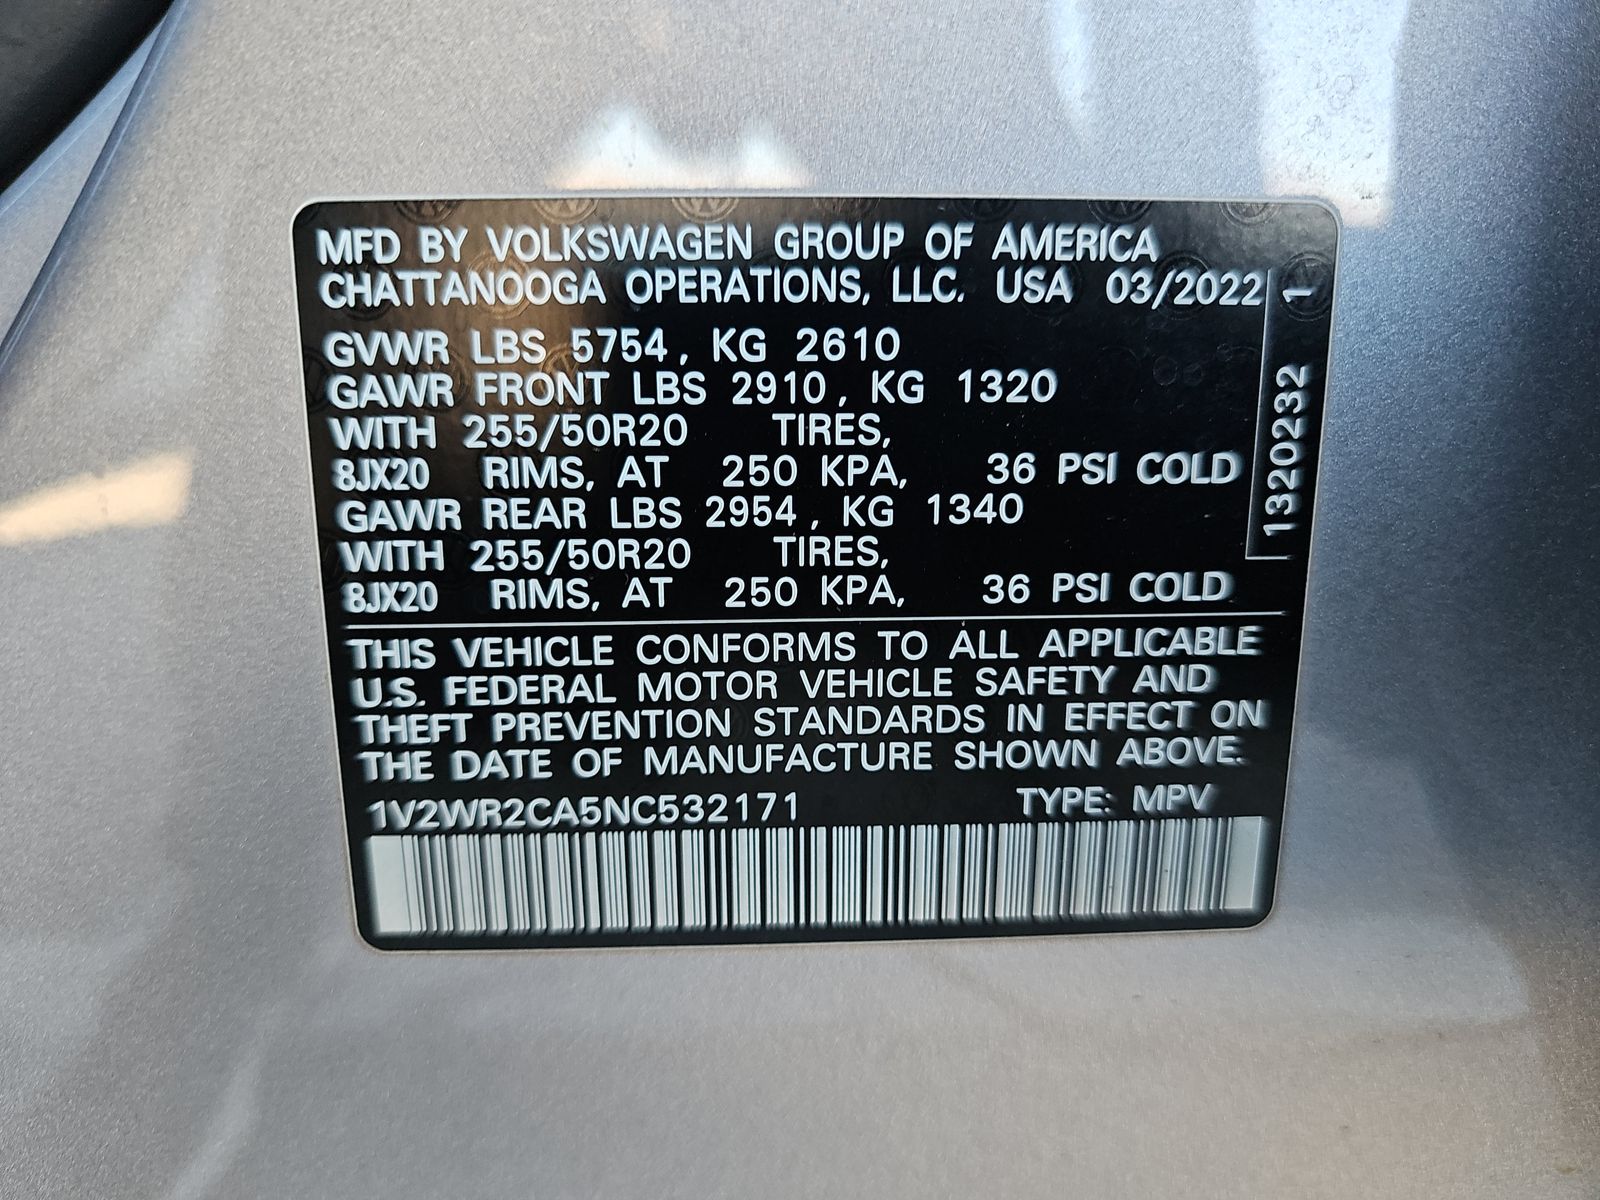 MFD BY VOLKSWAGEN GROUP OF AMERICA
CHATTANOOGA OPERATIONS, LLC. USA 03/2022
GVWR LBS 5754, KG 2610
GAWR FRONT LBS 2910, KG 1320
WITH 255/50R20 TIRES,
8JX20 RIMS, AT 250 KPA, 36 PSI COLD
GAWR REAR LBS 2954, KG 1340
WITH 255/50R20 TIRES,
8JX20 RIMS, AT 250 KPA, 36 PSI COLD
THIS VEHICLE CONFORMS TO ALL APPLICABLE
U.S. FEDERAL MOTOR VEHICLE SAFETY AND
THEFT PREVENTION STANDARDS IN EFFECT ON
THE DATE OF MANUFACTURE SHOWN ABOVE.
1V2WR2CA5NC532171 TYPE: MPV
1320232 1